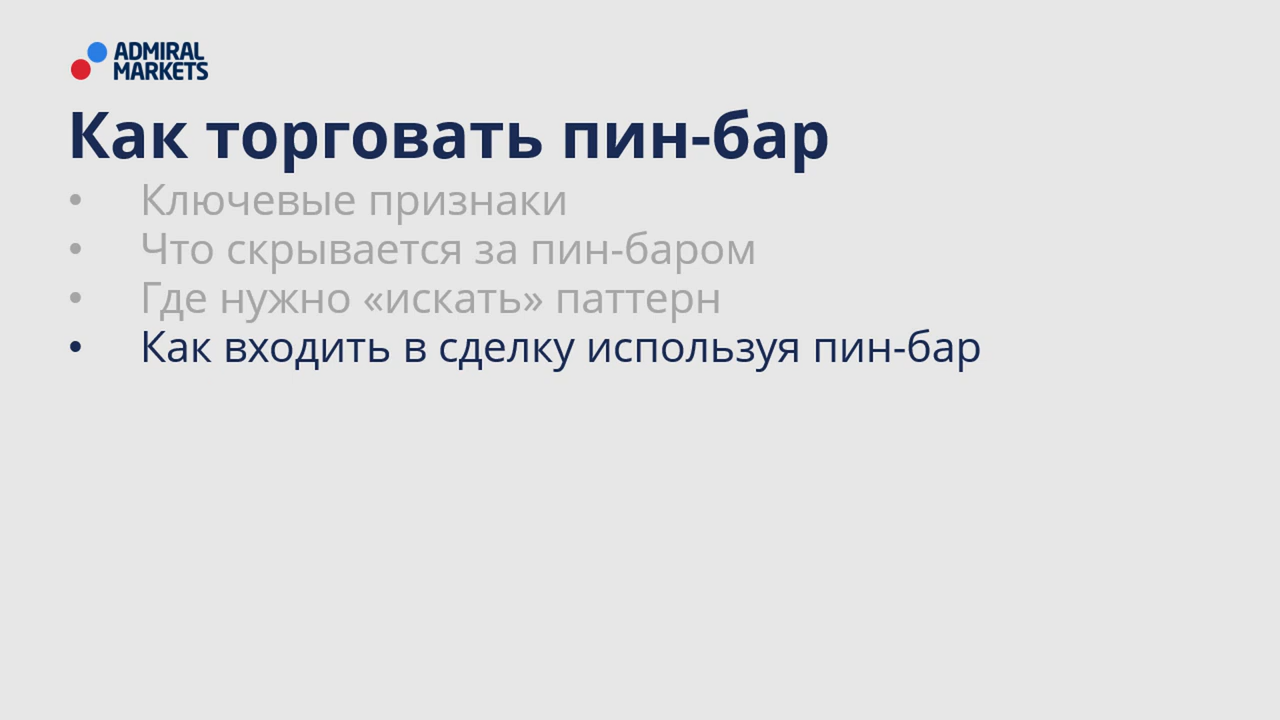 ADMIRAL
MARKETS
Как торговать пин-бар
• Ключевые признаки
• Что скрывается за пин-баром
• Где нужно «искать» паттерн
• Как входить в сделку используя пин-бар